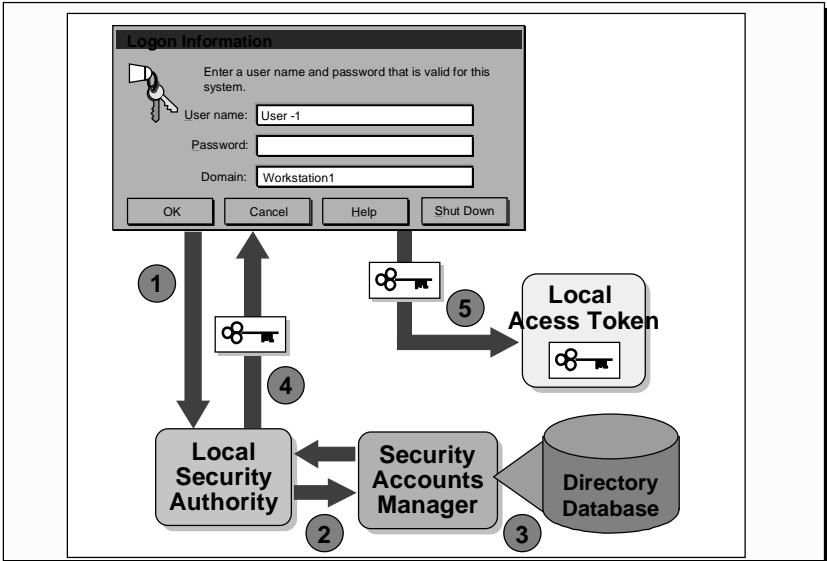 Logon Information
Enter a user name and password that is valid for this
system.
User name: User -1
Password:
Domain: Workstation1
OK Cancel Help Shut Down
1
5
Local
Acess Token
4
Local
Security
Authority
Security
Accounts
Manager
Directory
Database
2
3